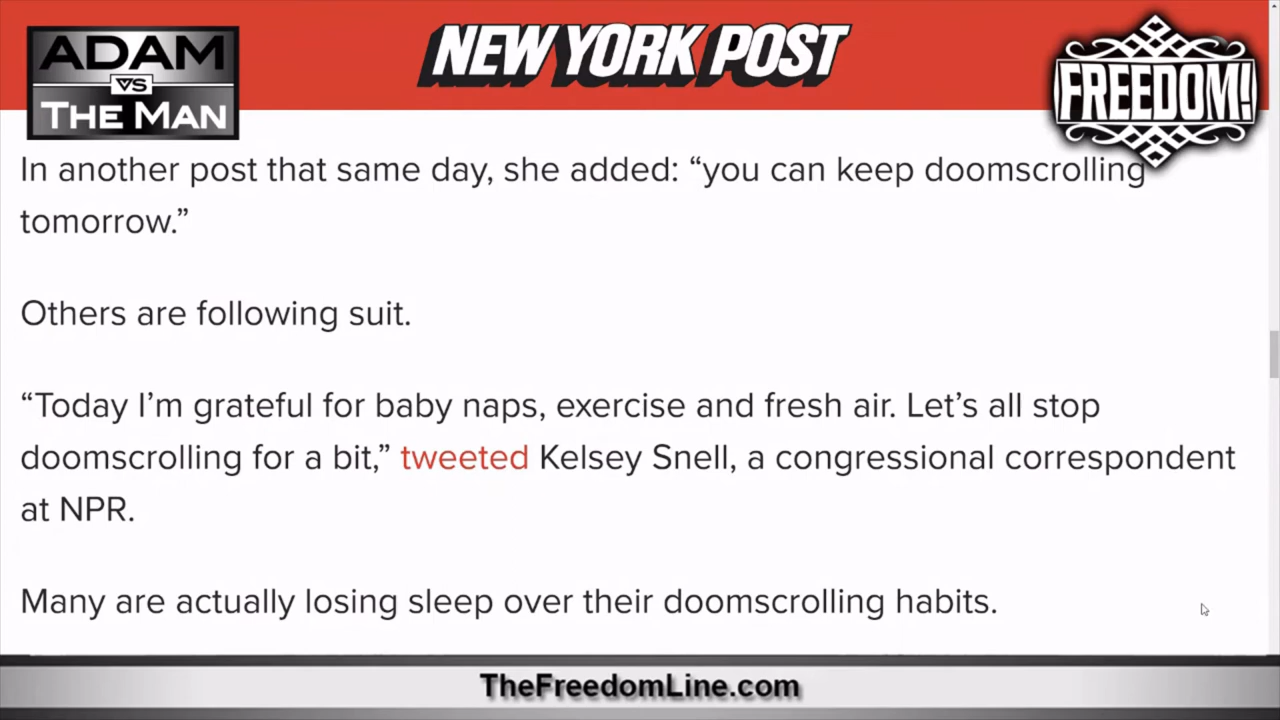 ADAM
VS
THE MAN
NEW YORK POST
FREEDOM!
In another post that same day, she added: “you can keep doomscrolling
tomorrow.”
Others are following suit.
“Today I’m grateful for baby naps, exercise and fresh air. Let’s all stop
doomscrolling for a bit,” tweeted Kelsey Snell, a congressional correspondent
at NPR.
Many are actually losing sleep over their doomscrolling habits.
TheFreedomLine.com